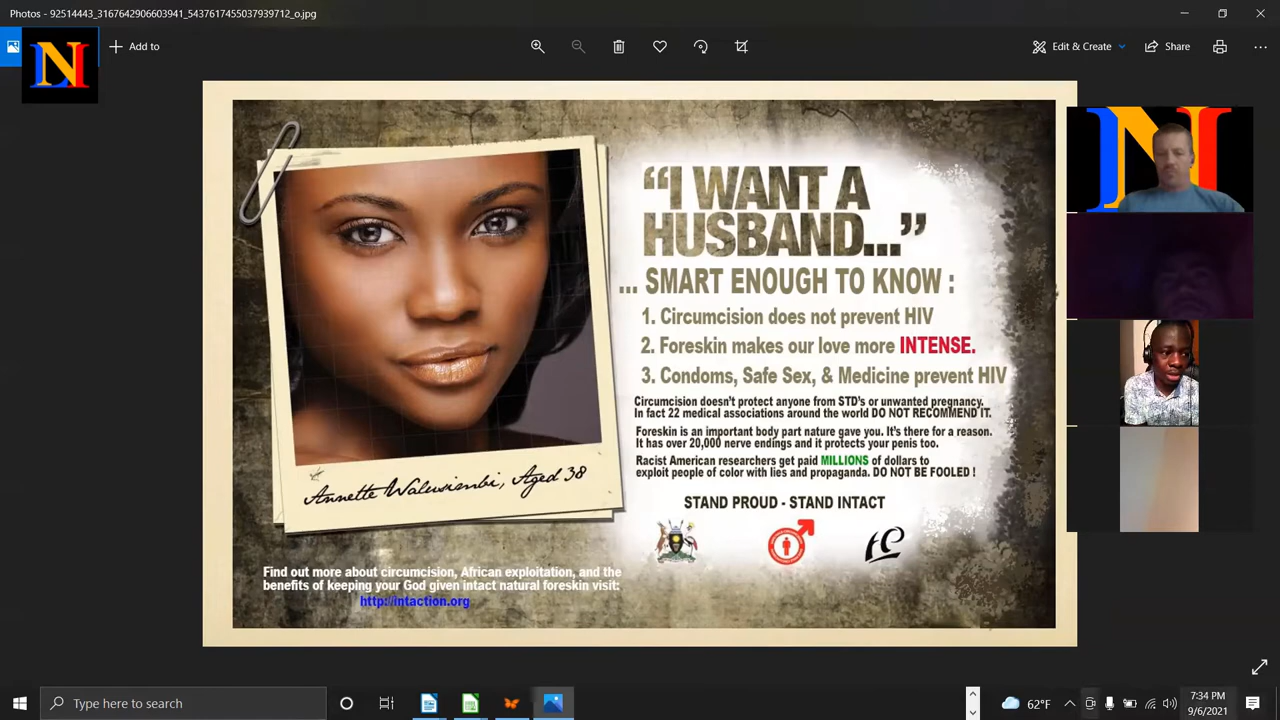 Photos - 92514443_3167642906603941_5437617455037939712_o.jpg
Add to
Edit & Create
Share
N
"I WANT A
HUSBAND..."
... SMART ENOUGH TO KNOW :
1. Circumcision does not prevent HIV
2. Foreskin makes our love more INTENSE.
3. Condoms, Safe Sex, & Medicine prevent HIV
Circumcision doesn't protect anyone from STD's or unwanted pregnancy.
In fact 22 medical associations around the world DO NOT RECOMMEND IT.
Foreskin is an important body part nature gave you. It's there for a reason.
It has over 20,000 nerve endings and it protects your penis too.
Racist American researchers get paid MILLIONS of dollars to
exploit people of color with lies and propaganda. DO NOT BE FOOLED !
STAND PROUD - STAND INTACT
Annette Walusimbi, Aged 38
Find out more about circumcision, African exploitation, and the
benefits of keeping your God given intact natural foreskin visit:
http://intaction.org
Type here to search
62°F
7:34 PM
9/6/2021